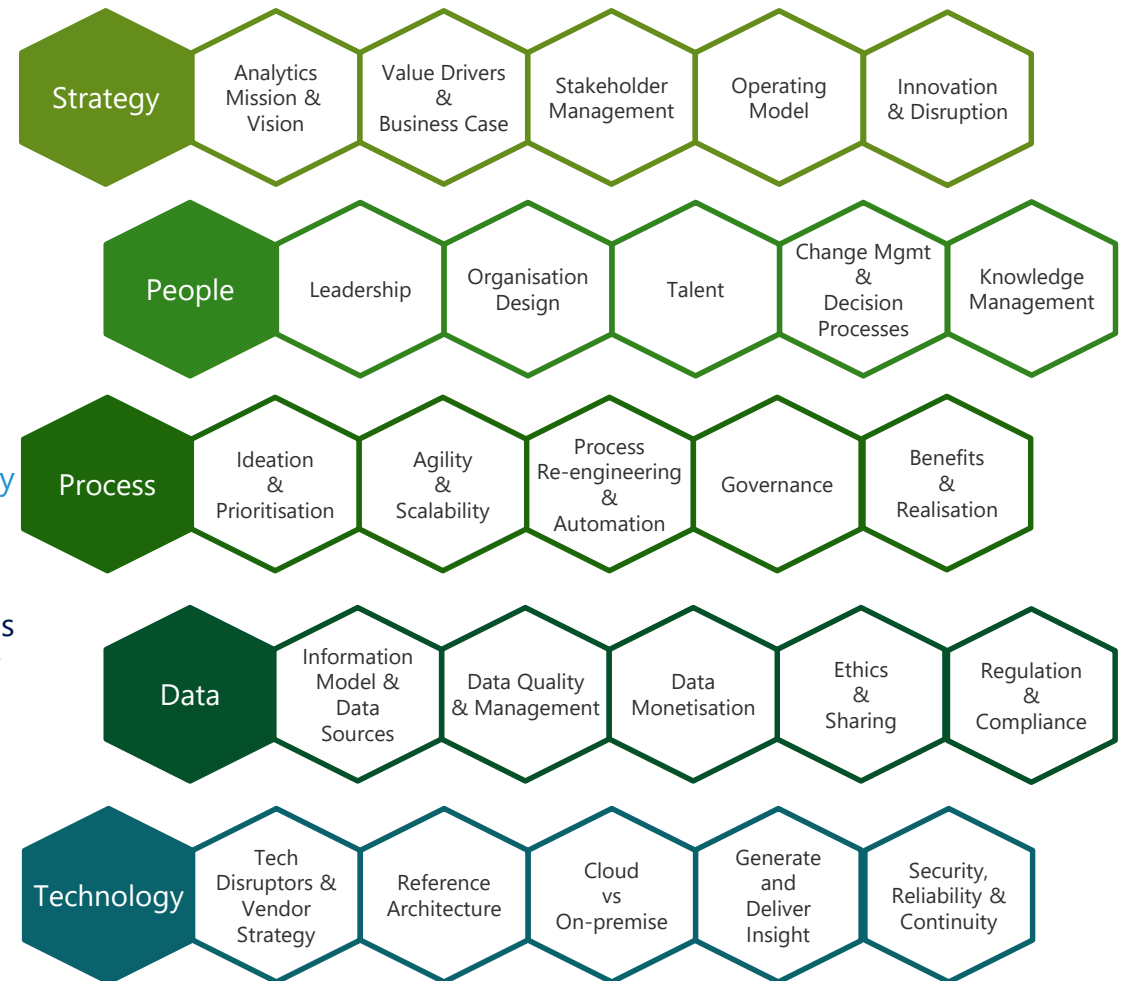 Strategy
Analytics
Mission &
Vision
Value Drivers
&
Business Case
Stakeholder
Management
Operating
Model
Innovation
& Disruption
People
Leadership
Organisation
Design
Talent
Change Mgmt
&
Decision
Processes
Knowledge
Management
y
Process
Ideation
&
Prioritisation
Agility
&
Scalability
Process
Re-engineering
&
Automation
Governance
Benefits
&
Realisation
s
Data
Information
Model &
Data
Sources
Data Quality
& Management
Data
Monetisation
Ethics
&
Sharing
Regulation
&
Compliance
Technology
Tech
Disruptors &
Vendor
Strategy
Reference
Architecture
Cloud
vs
On-premise
Generate
and
Deliver
Insight
Security,
Reliability &
Continuity